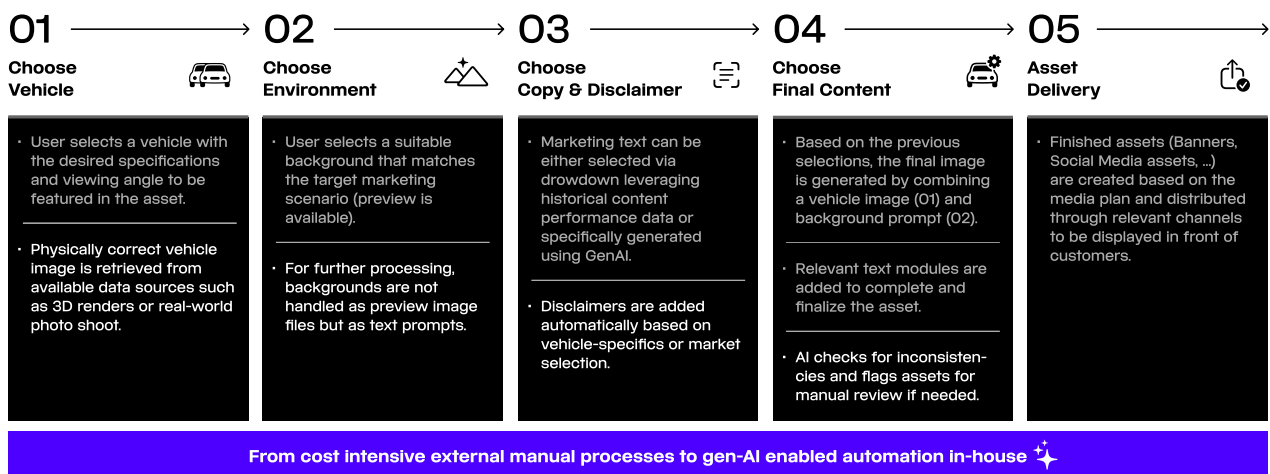 01
Choose
Vehicle
· User selects a vehicle with
the desired specifications
and viewing angle to be
featured in the asset.
· Physically correct vehicle
image is retrieved from
available data sources such
as 3D renders or real-world
photo shoot.
02
Choose
Environment
· User selects a suitable
background that matches
the target marketing
scenario (preview is
available).
· For further processing,
backgrounds are not
handled as preview image
files but as text prompts.
03
Choose
Copy & Disclaimer
· Marketing text can be
either selected via
drowdown leveraging
historical content
performance data or
specifically generated
using GenAI.
· Disclaimers are added
automatically based on
vehicle-specifics or market
selection.
04
Choose
Final Content
· Based on the previous
selections, the final image
is generated by combining
a vehicle image (01) and
background prompt (02).
· Relevant text modules are
added to complete and
finalize the asset.
· AI checks for inconsisten-
cies and flags assets for
manual review if needed.
05
Asset
Delivery
· Finished assets (Banners,
Social Media assets, ...)
are created based on the
media plan and distributed
through relevant channels
to be displayed in front of
customers.
From cost intensive external manual processes to gen-AI enabled automation in-house